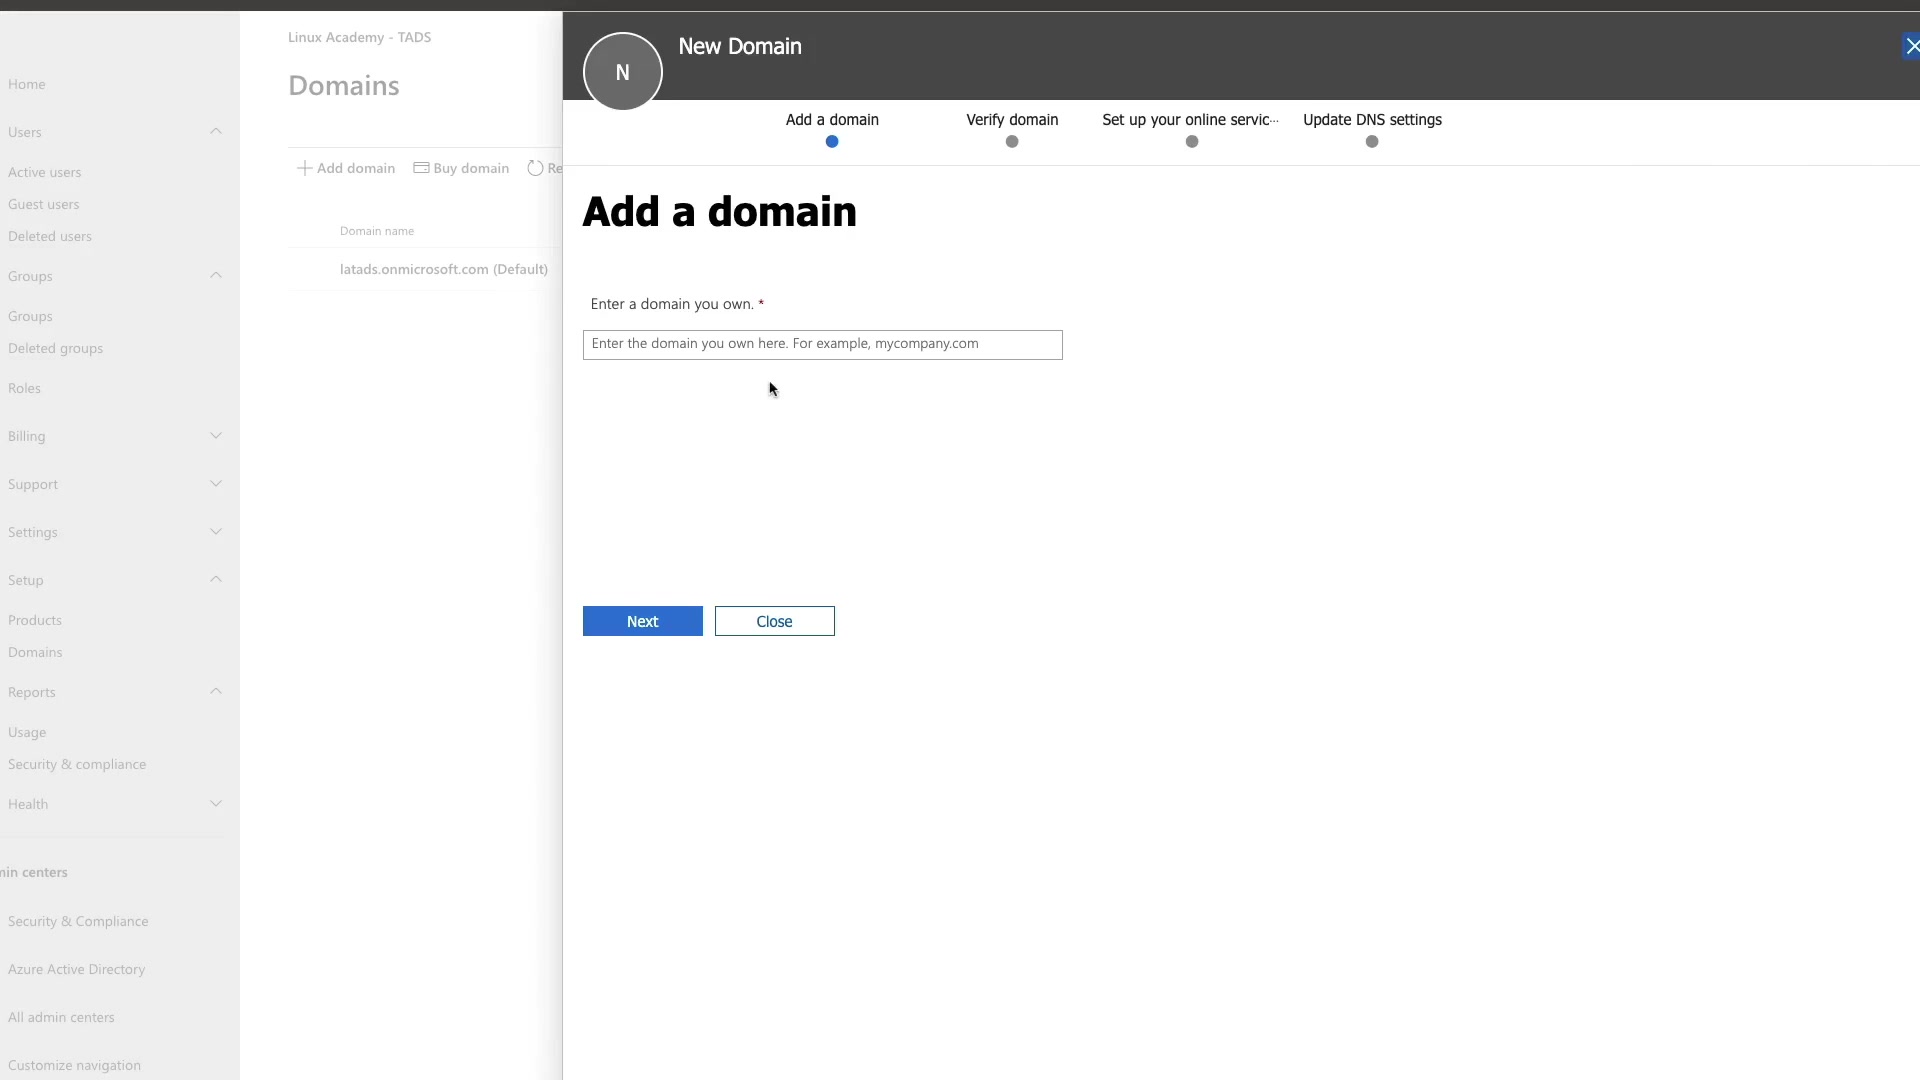 Home
Users
Active users
Guest users
Deleted users
Groups
Groups
Deleted groups
Roles
Billing
Support
Settings
Setup
Products
Domains
Reports
Usage
Security & compliance
Health
min centers
Security & Compliance
Azure Active Directory
All admin centers
Customize navigation
Linux Academy - TADS
Domains
Add domain
Buy domain
Re
Domain name
latads.onmicrosoft.com (Default)
N
New Domain
Add a domain
Verify domain
Set up your online servic...
Update DNS settings
Add a domain
Enter a domain you own. *
Enter the domain you own here. For example, mycompany.com
Next
Close